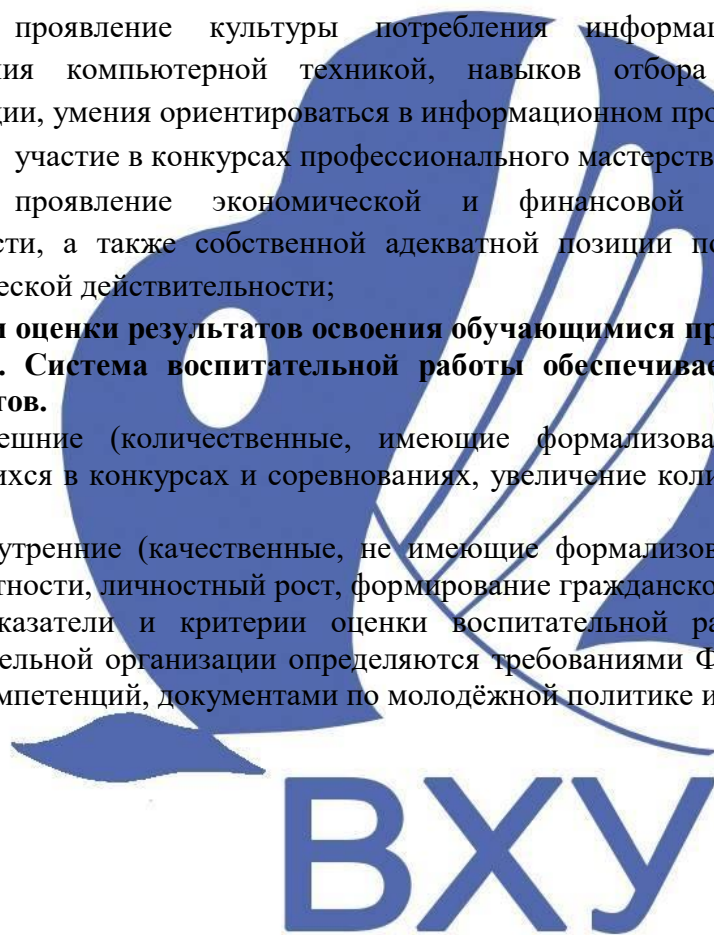 проявление культуры потребления информац
ния компьютерной техникой, навыков отбора
ции, умения ориентироваться в информационном про
участие в конкурсах профессионального мастерств
проявление экономической и финансовой
сти, а также собственной адекватной позиции по
ческой действительности;
и оценки результатов освоения обучающимися пр
. Система воспитательной работы обеспечивае
тов.
ешние (количественные, имеющие формализова
ихся в конкурсах и соревнованиях, увеличение коли
утренние (качественные, не имеющие формализов
тности, личностный рост, формирование гражданско
казатели и критерии оценки воспитательной ра
ельной организации определяются требованиями Ф
мпетенций, документами по молодёжной политике и
ВХУ